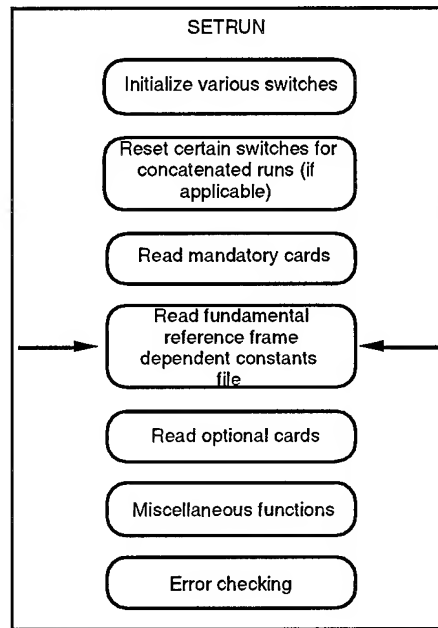 SETRUN
Initialize various switches
Reset certain switches for
concatenated runs (if
applicable)
Read mandatory cards
Read fundamental
reference frame
dependent constants
file
Read optional cards
Miscellaneous functions
Error checking